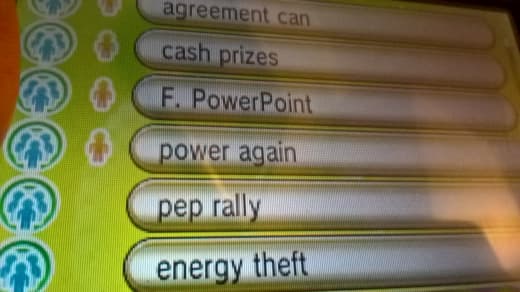 agreement can
cash prizes
F. PowerPoint
power again
pep rally
energy theft